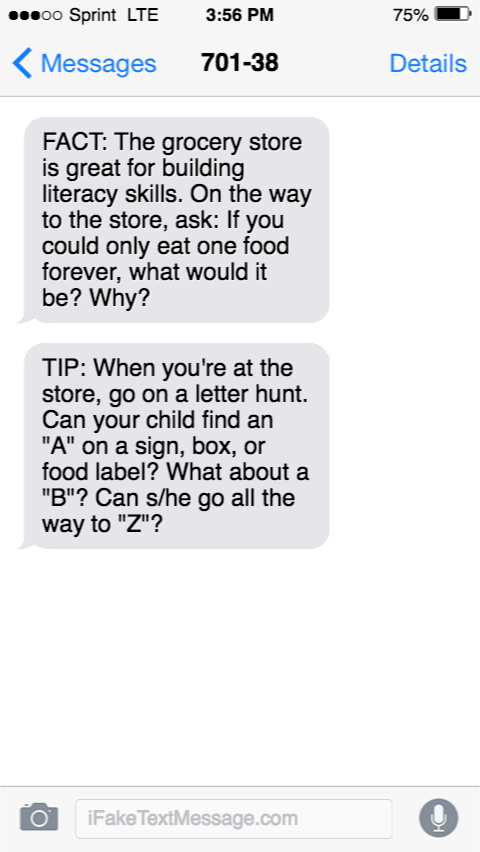 Sprint LTE 3:56 PM 75%
Messages 701-38 Details
FACT: The grocery store
is great for building
literacy skills. On the way
to the store, ask: If you
could only eat one food
forever, what would it
be? Why?
TIP: When you're at the
store, go on a letter hunt.
Can your child find an
"A" on a sign, box, or
food label? What about a
"B"? Can s/he go all the
way to "Z"?
iFakeTextMessage.com